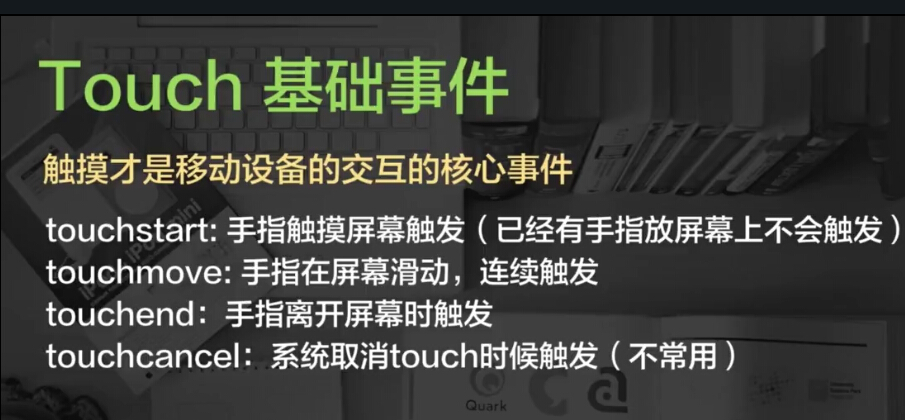 Touch 基础事件
触摸才是移动设备的交互的核心事件
touchstart: 手指触摸屏幕触发（已经有手指放屏幕上不会触发）
touchmove: 手指在屏幕滑动，连续触发
touchend：手指离开屏幕时触发
touchcancel：系统取消touch时候触发（不常用）
Quark